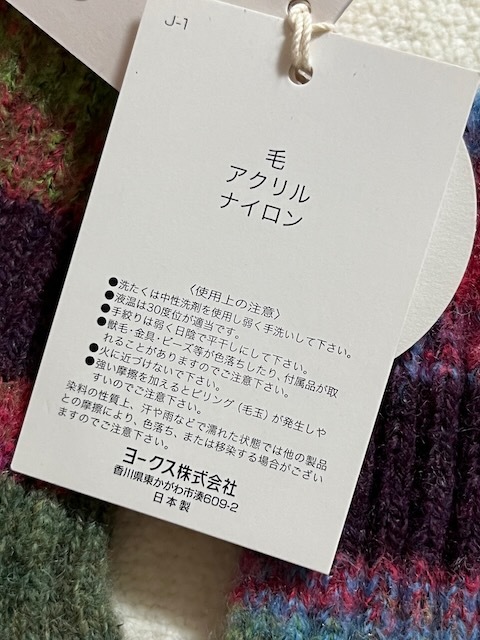 J-1
毛
アクリル
ナイロン
〈使用上の注意〉
●洗たくは中性洗剤を使用し弱く手洗いして下さい。
●液温は30度位が適当です。
●手絞りは弱く日陰で平干しにして下さい。
●獣毛・金具・ビーズ等が色落ちしたり、付属品が取
れることがありますのでご注意下さい。
●火に近づけないで下さい。
●強い摩擦を加えるとピリング(毛玉)が発生しや
すいのでご注意下さい。
染料の性質上、汗や雨などで濡れた状態では他の製品
との摩擦により、色落ち、または移染する場合がござい
ますのでご注意下さい。
ヨークス株式会社
香川県東かがわ市湊609-2
日本製